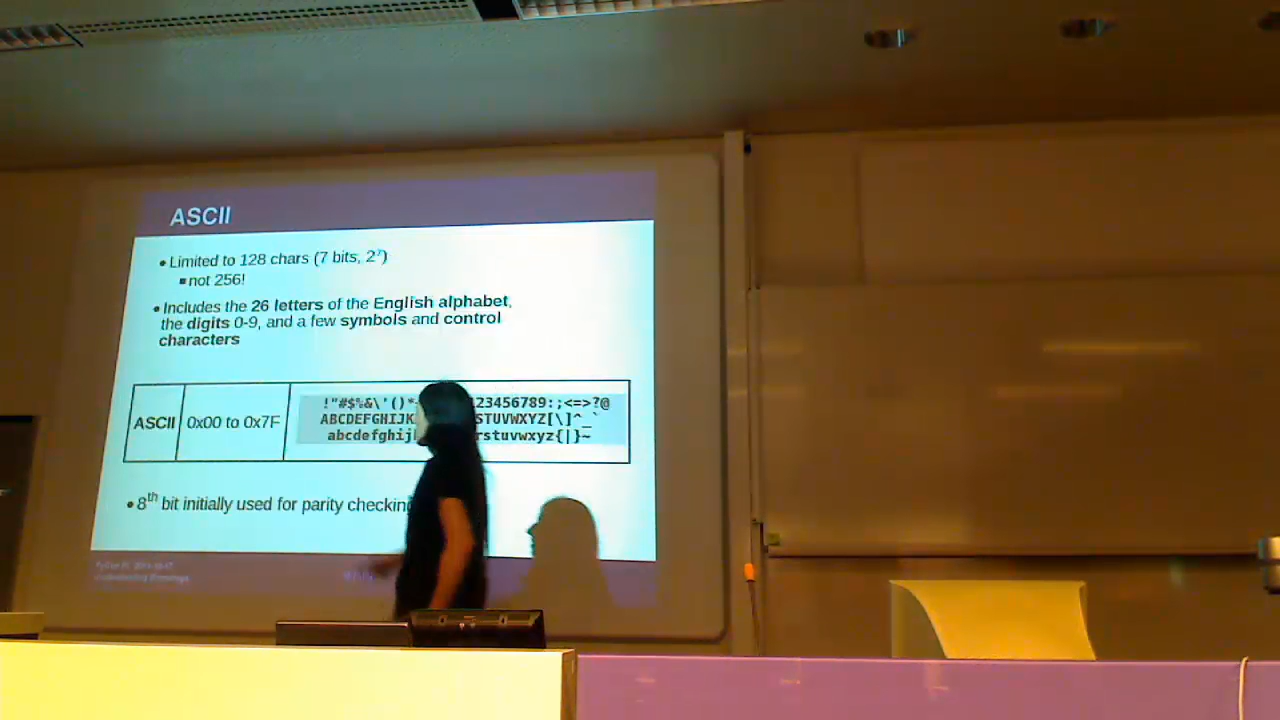 ASCII
• Limited to 128 chars (7 bits, 2⁷)
▪ not 256!
• Includes the 26 letters of the English alphabet,
the digits 0-9, and a few symbols and control
characters
ASCII
0x00 to 0x7F
!"#$%&\'()* 23456789:;<=>?@
ABCDEFGHIJK STUVWXYZ[\]^_`
abcdefghij rstuvwxyz{|}~
• 8th bit initially used for parity checking